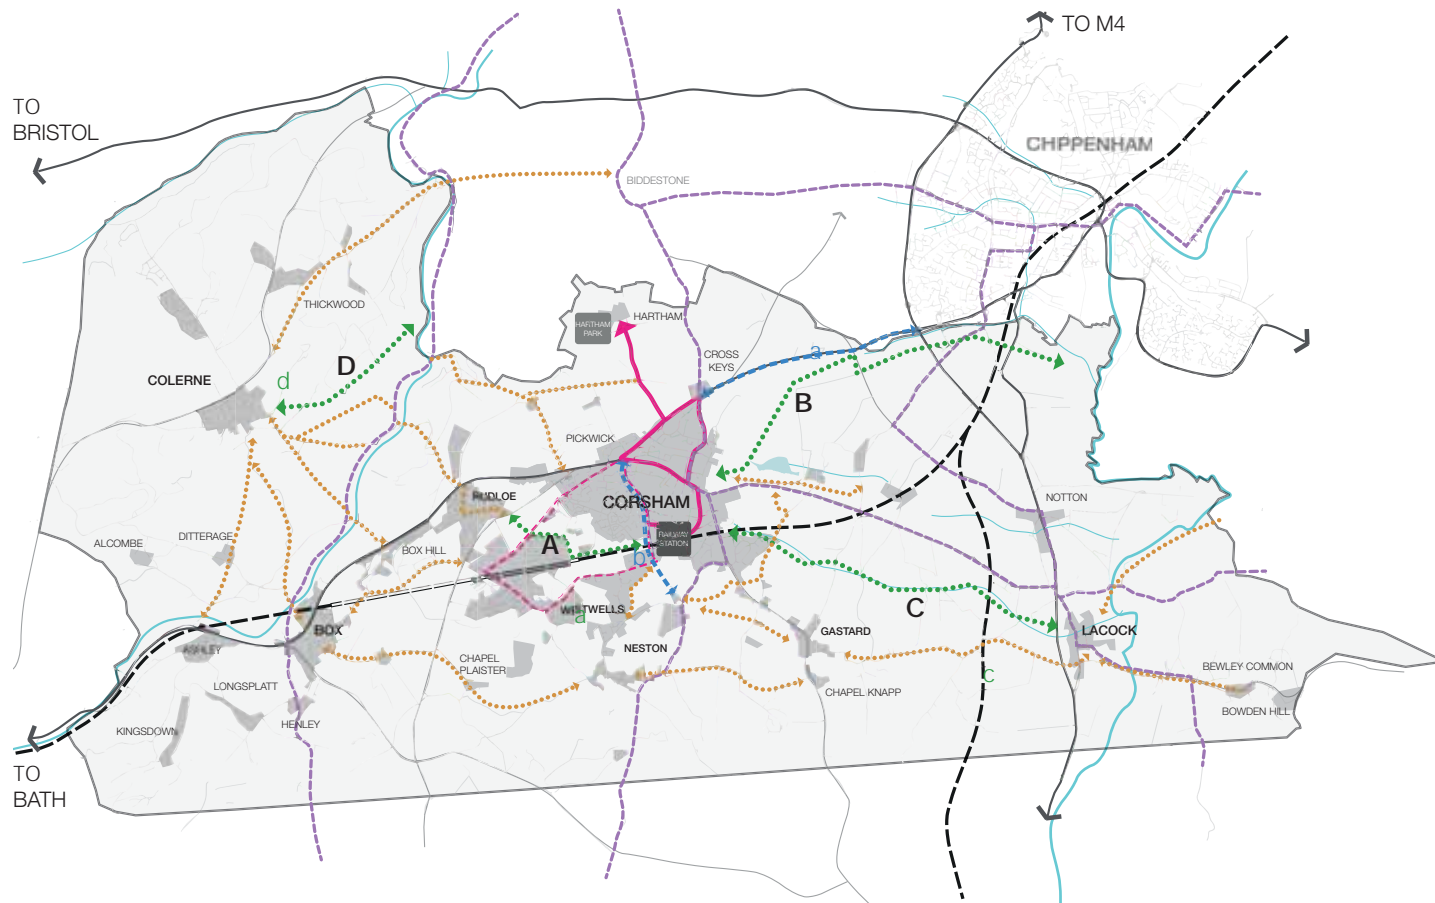 TO M4
TO
BRISTOL
CHIPPENHAM
BIDDESTONE
THICKWOOD
HARTHAM
HARTHAM
PARK
CROSS
KEYS
a
D
d
COLERNE
B
PICKWICK
RUDLOE
CORSHAM
NOTTON
RAILWAY
STATION
A
b
ALCOMBE
DITTERAGE
BOX HILL
WESTWELLS
a
C
BOX
GASTARD
LACOCK
ASHLEY
NESTON
CHAPEL
PLAISTER
c
BEWLEY COMMON
LONGSPLATT
CHAPEL KNAPP
BOWDEN HILL
HENLEY
KINGSDOWN
TO
BATH